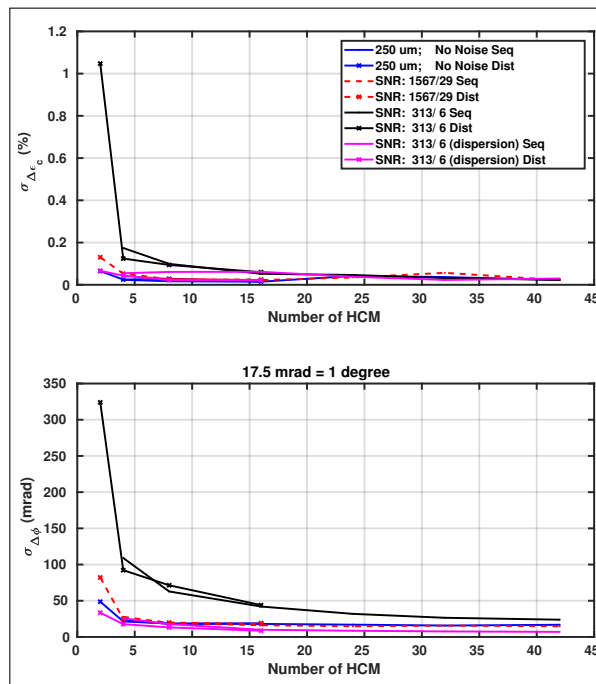 1.2
1
0.8
0.6
0.4
0.2
0
σ Δϵc (%)
250 um; No Noise Seq
250 um; No Noise Dist
SNR: 1567/29 Seq
SNR: 1567/29 Dist
SNR: 313/ 6 Seq
SNR: 313/ 6 Dist
SNR: 313/ 6 (dispersion) Seq
SNR: 313/ 6 (dispersion) Dist
0 5 10 15 20 25 30 35 40 45
Number of HCM
17.5 mrad = 1 degree
350
300
250
200
150
100
50
0
σ Δϕ (mrad)
0 5 10 15 20 25 30 35 40 45
Number of HCM